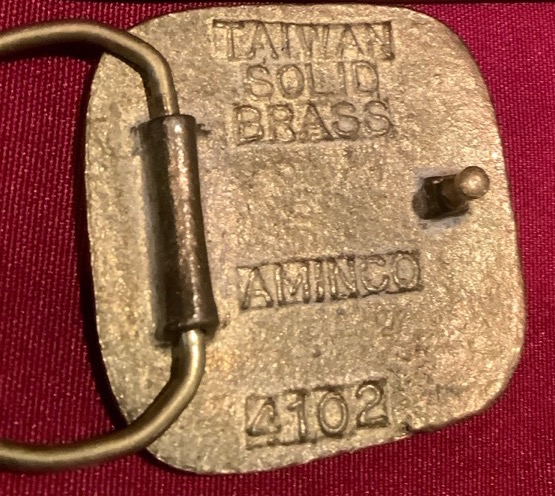 TAIWAN
SOLID
BRASS
AMINCO
4102